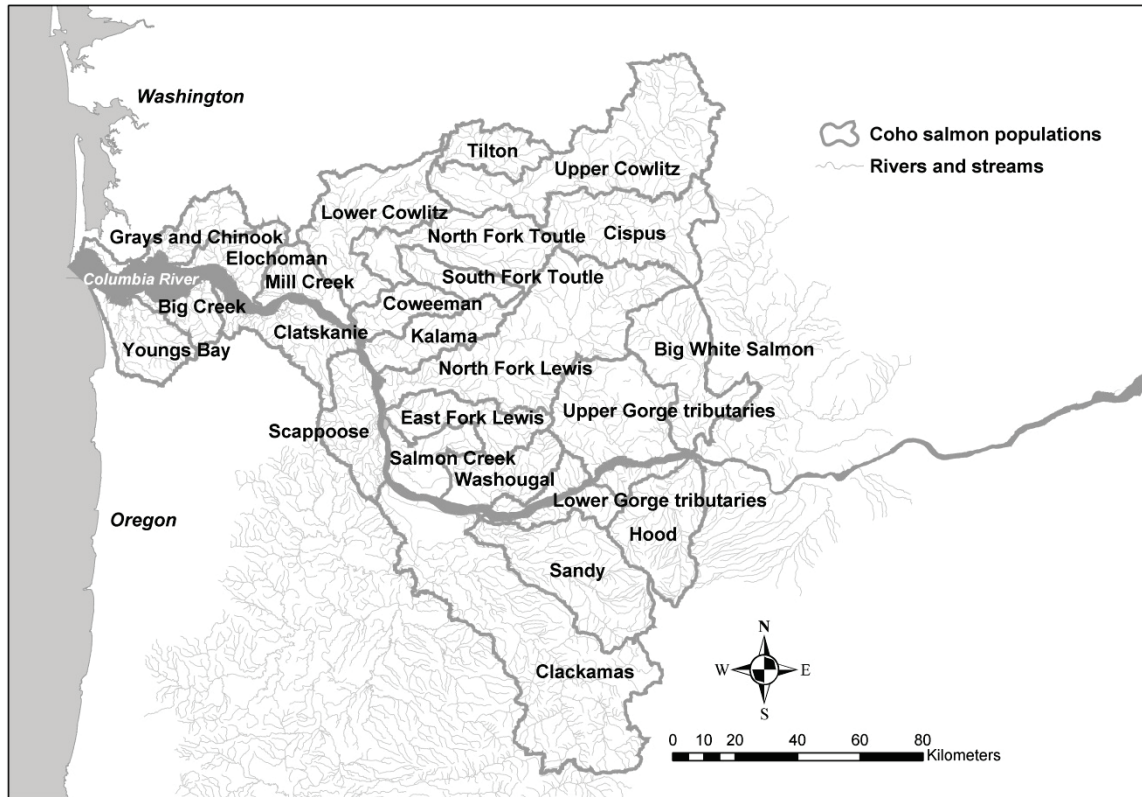 Washington
Coho salmon populations
Rivers and streams
Tilton
Upper Cowlitz
Lower Cowlitz
North Fork Toutle
Cispus
Grays and Chinook
Elochoman
South Fork Toutle
Columbia River
Mill Creek
Big Creek
Coweeman
Clatskanie
Kalama
Youngs Bay
Big White Salmon
North Fork Lewis
East Fork Lewis
Upper Gorge tributaries
Scappoose
Salmon Creek
Washougal
Lower Gorge tributaries
Oregon
Hood
Sandy
Clackamas
N
W
E
S
0 10 20 40 60 80
Kilometers